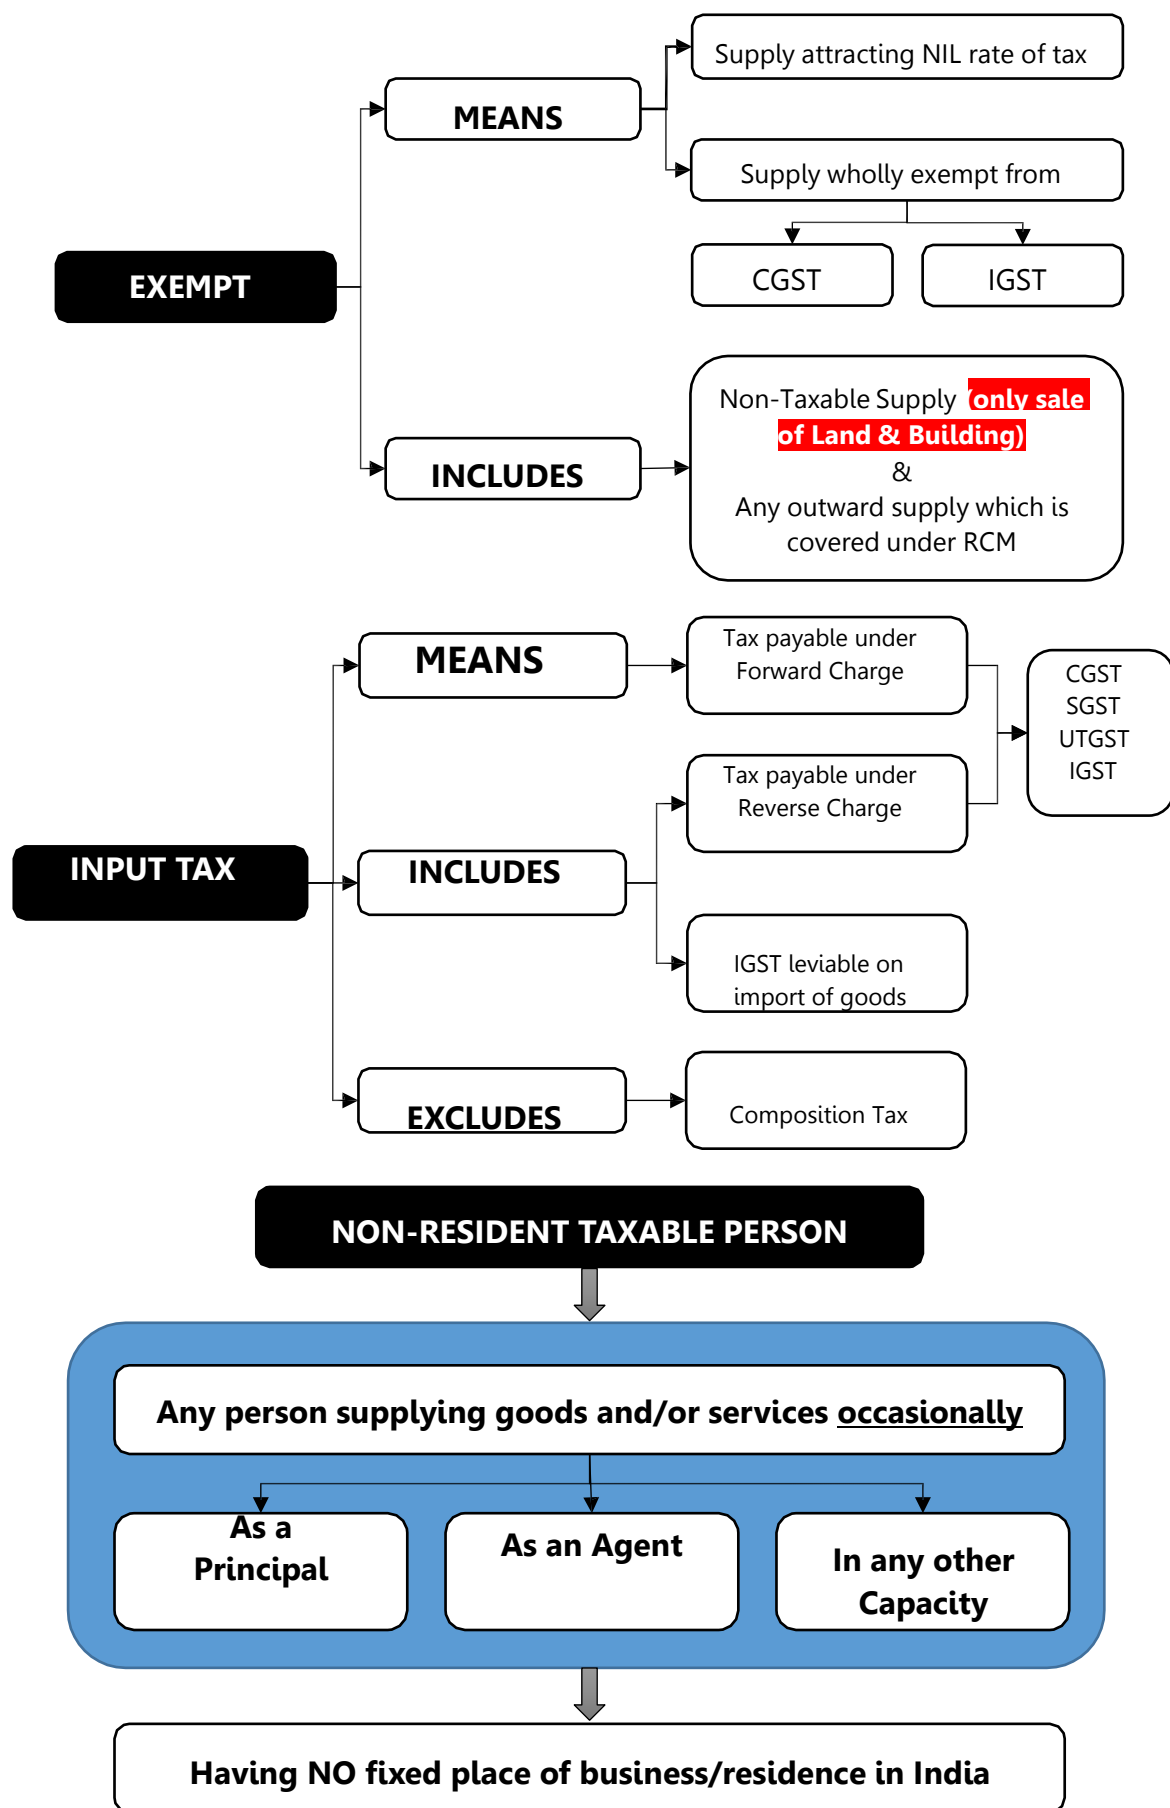 Supply attracting NIL rate of tax
MEANS
Supply wholly exempt from
CGST
IGST
EXEMPT
Non-Taxable Supply (only sale
of Land & Building)
&
Any outward supply which is
covered under RCM
INCLUDES
MEANS
Tax payable under
Forward Charge
CGST
SGST
UTGST
IGST
Tax payable under
Reverse Charge
INPUT TAX
INCLUDES
IGST leviable on
import of goods
EXCLUDES
Composition Tax
NON-RESIDENT TAXABLE PERSON
Any person supplying goods and/or services occasionally
As a
Principal
As an Agent
In any other
Capacity
Having NO fixed place of business/residence in India